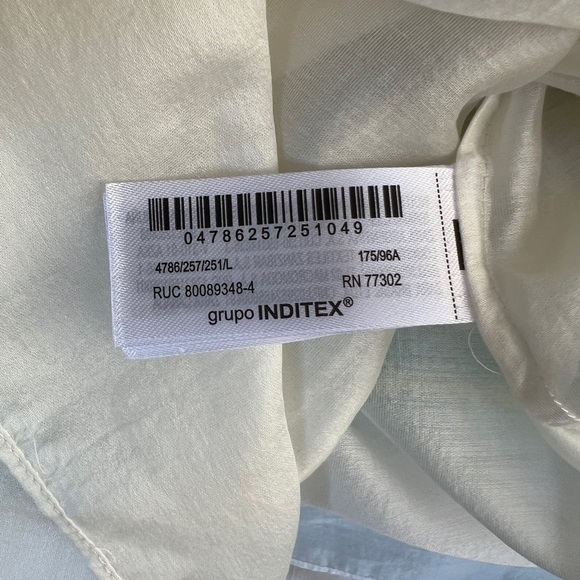 04786257251049
4786/257/251/L 175/96A
RUC 80089348-4 RN 77302
grupo INDITEX®